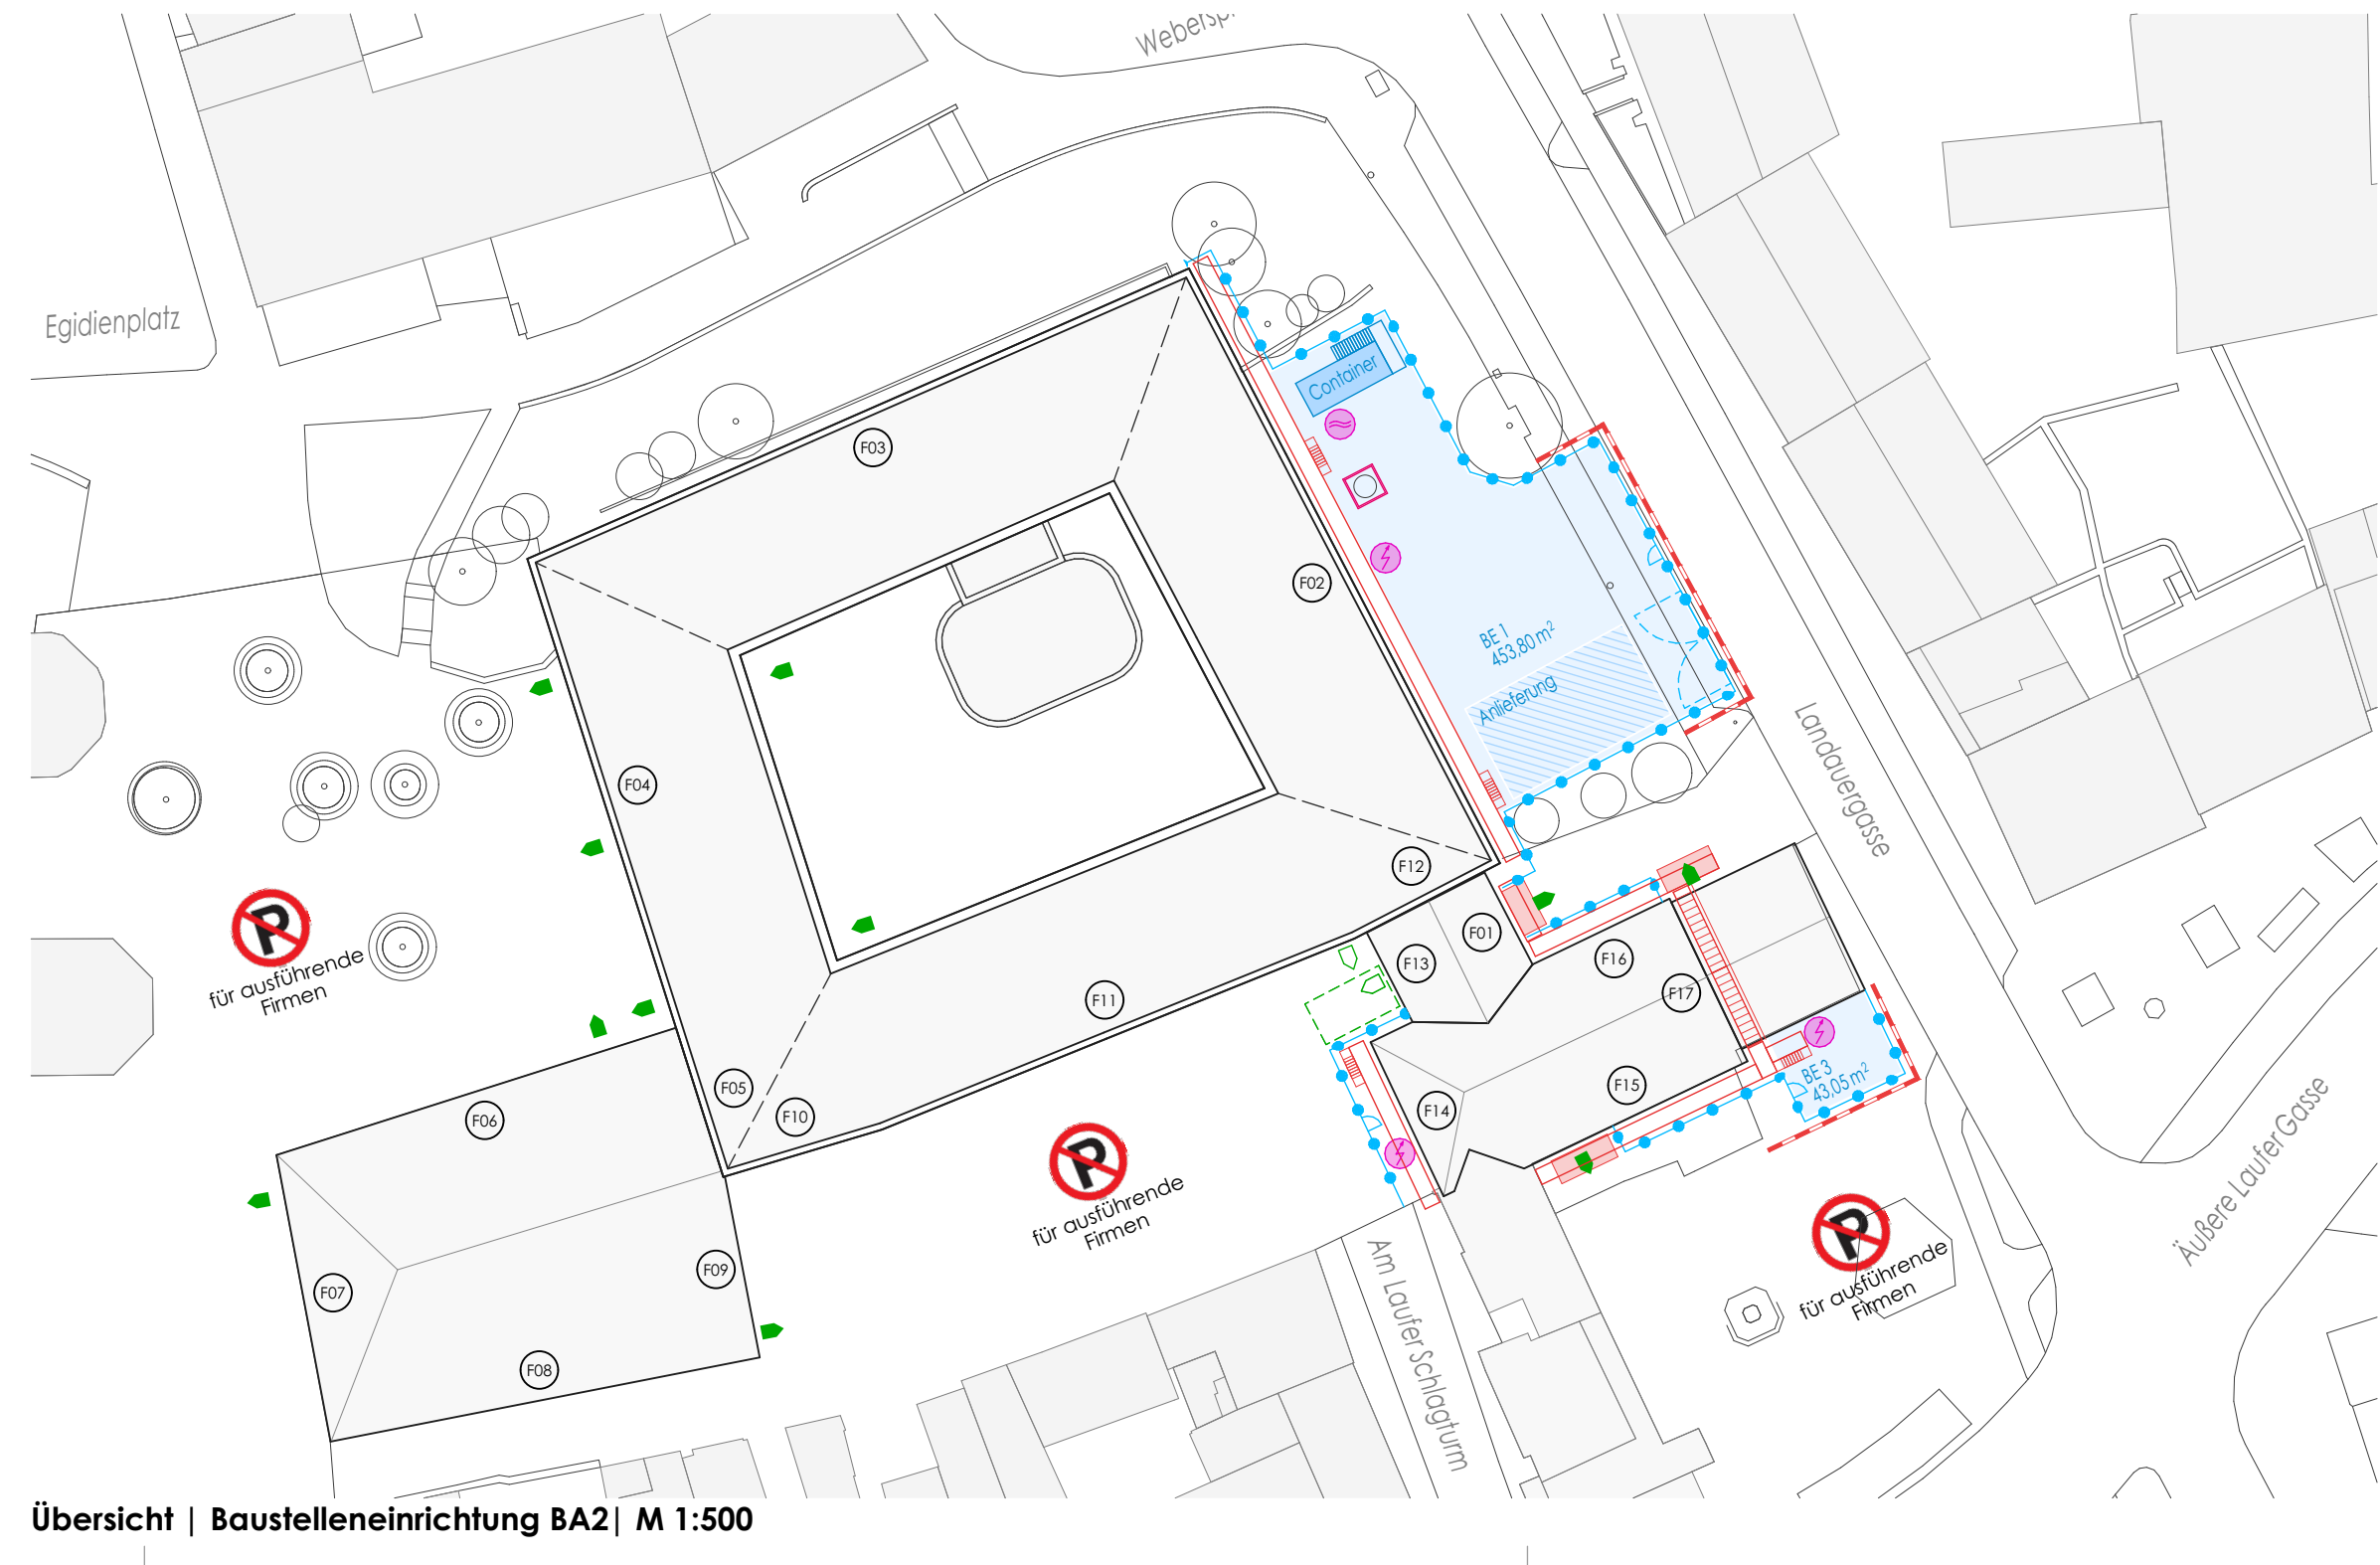 Webersp
Egidienplatz
Container
F03
F02
BE 1
453,80 m²
Anlieferung
Landauergasse
F04
F12
F01
F13
F16
F17
für ausführende
Firmen
F11
F05
F10
F06
F14
F15
BE 3
43,05 m²
für ausführende
Firmen
Äußere Laufer Gasse
F09
F07
F08
Am Laufer Schlagturm
für ausführende
Firmen
Übersicht | Baustelleneinrichtung BA2| M 1:500